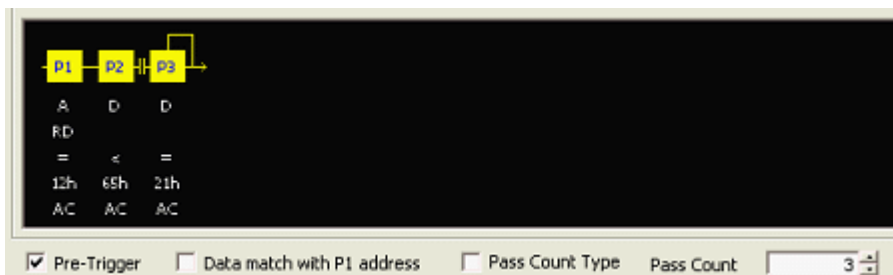 P1 P2 P3
A D D
RD
= < =
12h 65h 21h
AC AC AC
Pre-Trigger Data match with P1 address Pass Count Type Pass Count 3